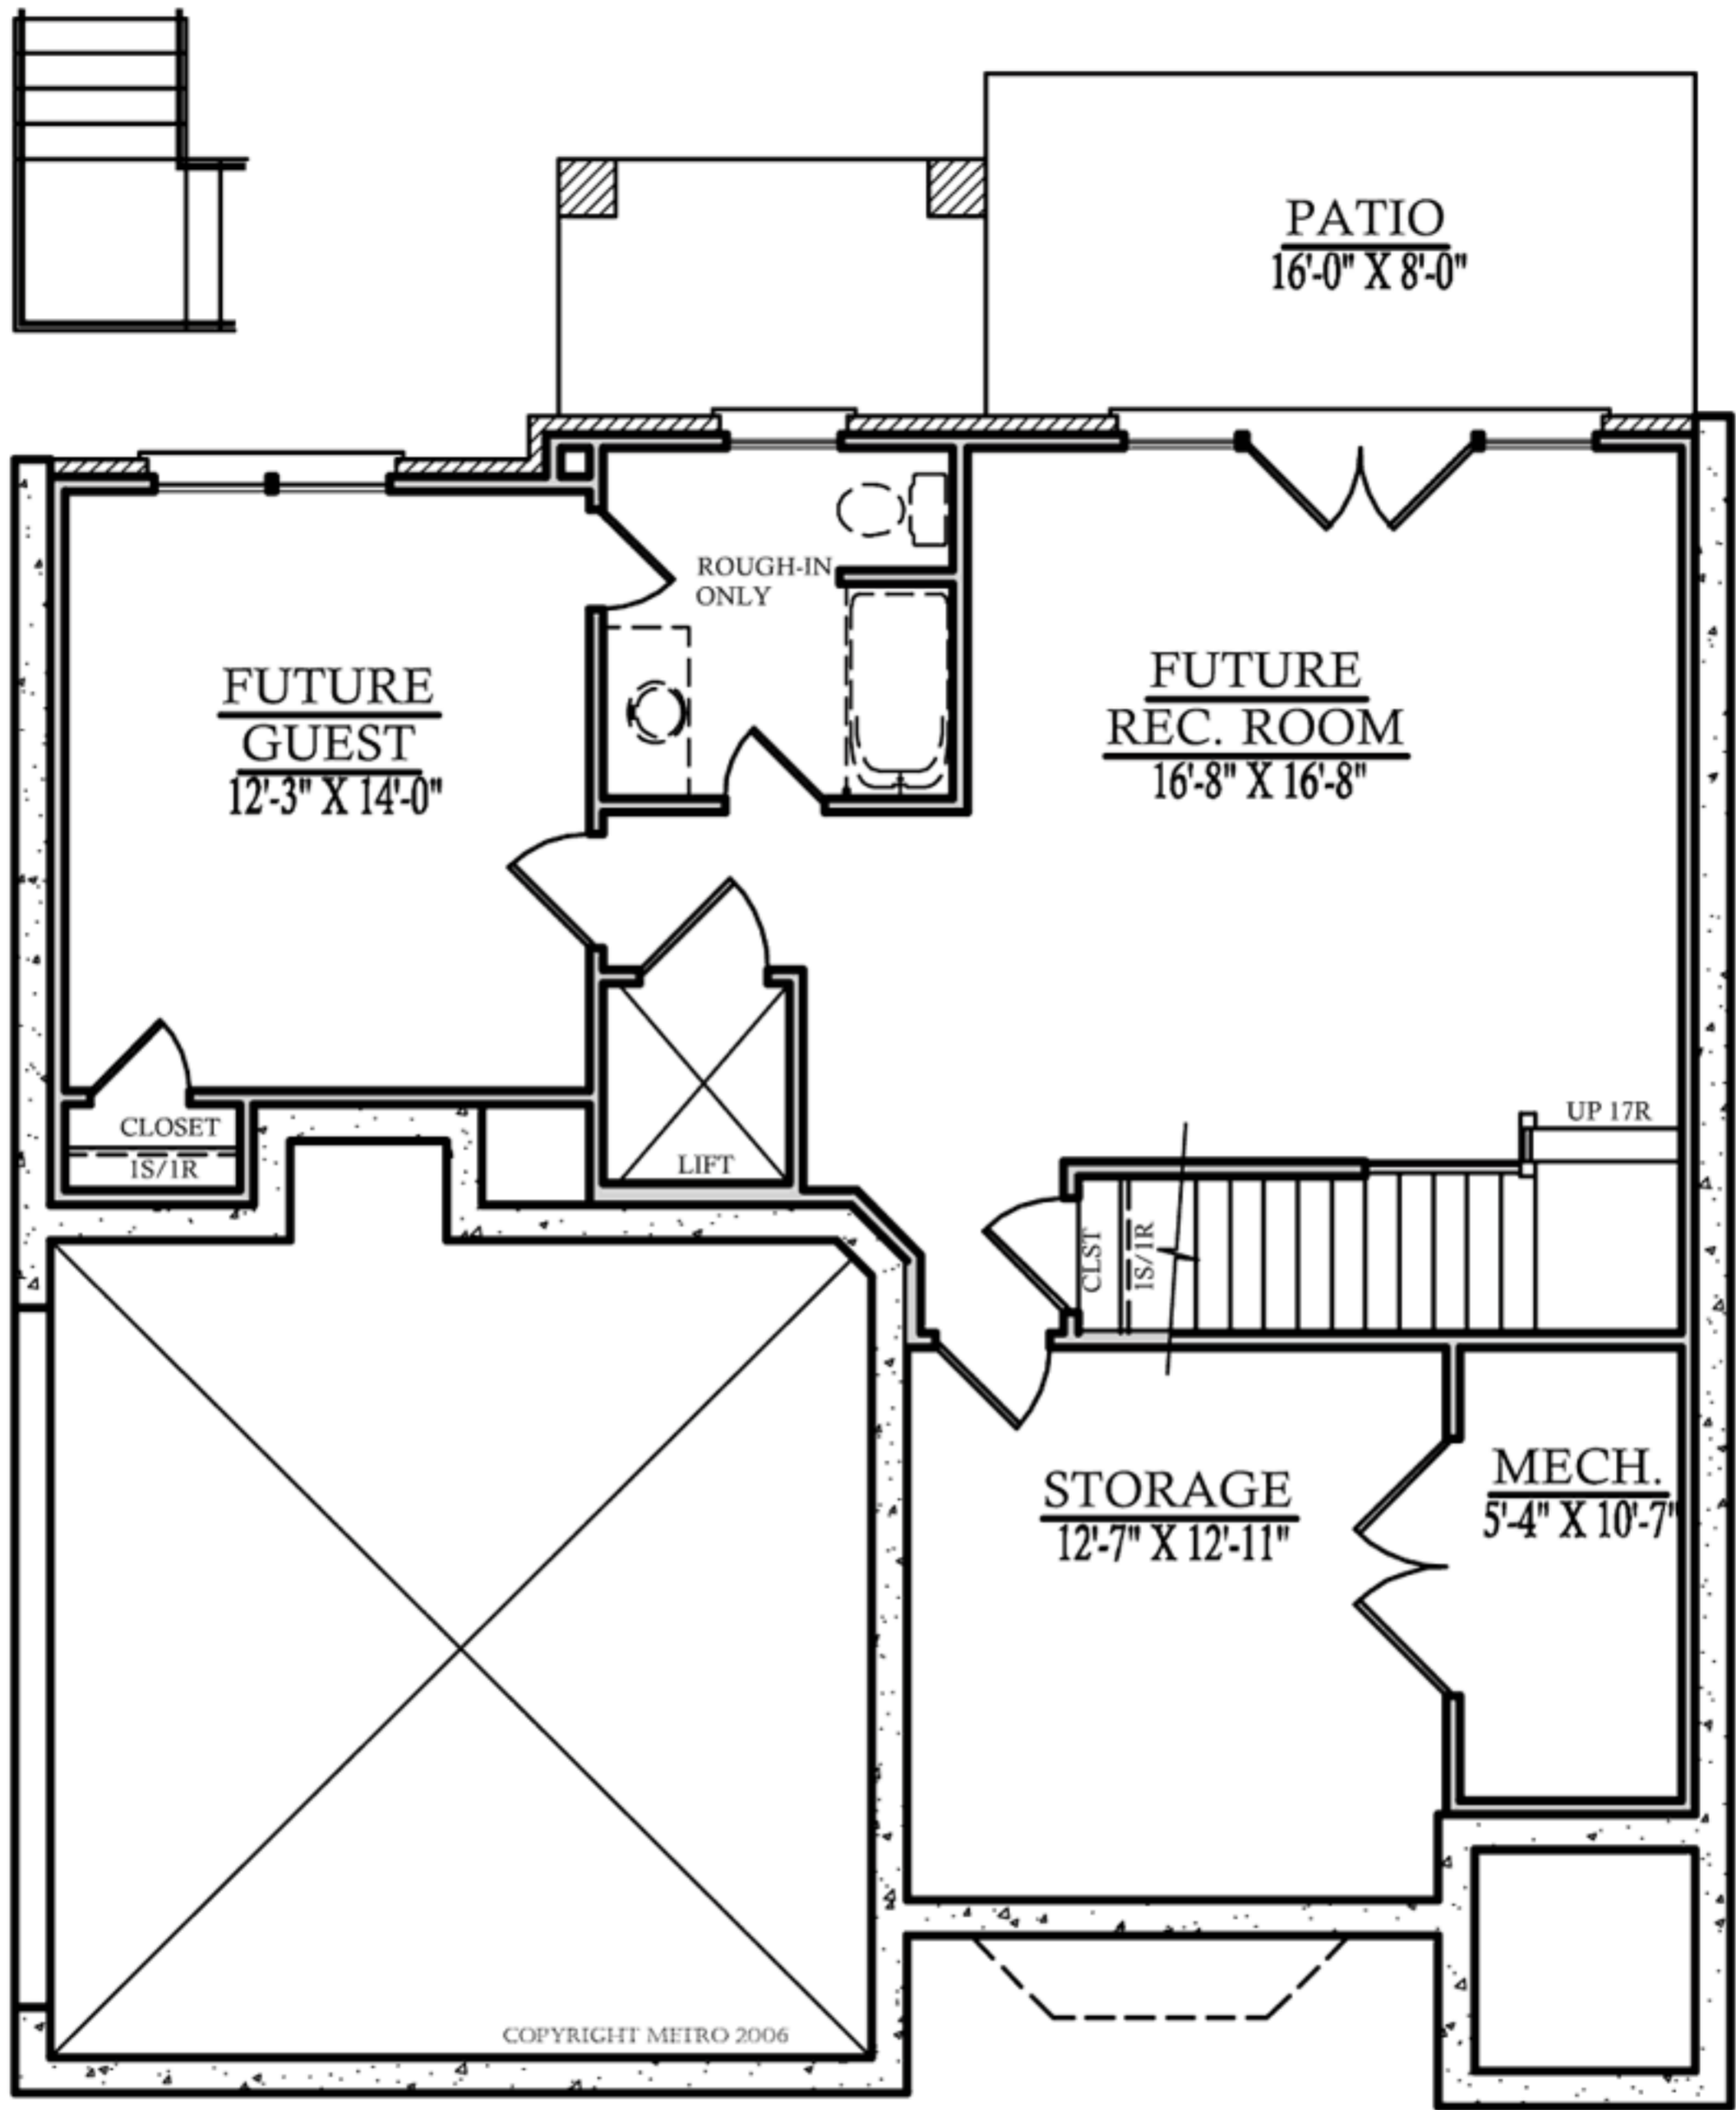 PATIO
16'-0" X 8'-0"
ROUGH-IN
ONLY
FUTURE
GUEST
12'-3" X 14'-0"
FUTURE
REC. ROOM
16'-8" X 16'-8"
CLOSET
1S/1R
LIFT
UP 17R
CLST
1S/1R
STORAGE
12'-7" X 12'-11"
MECH.
5'-4" X 10'-7"
COPYRIGHT METRO 2006